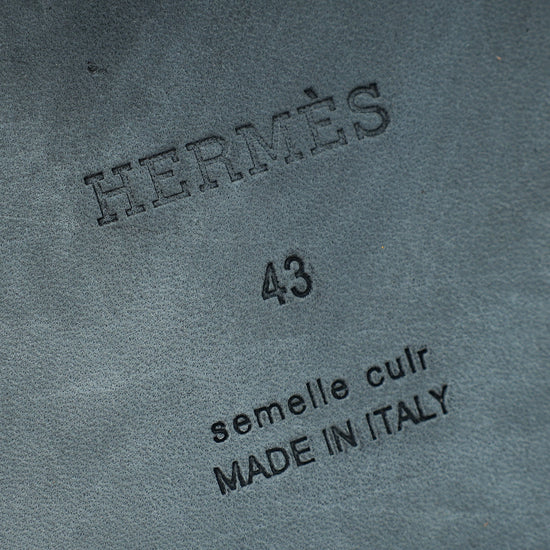 HERMÈS
43
semelle cuir
MADE IN ITALY